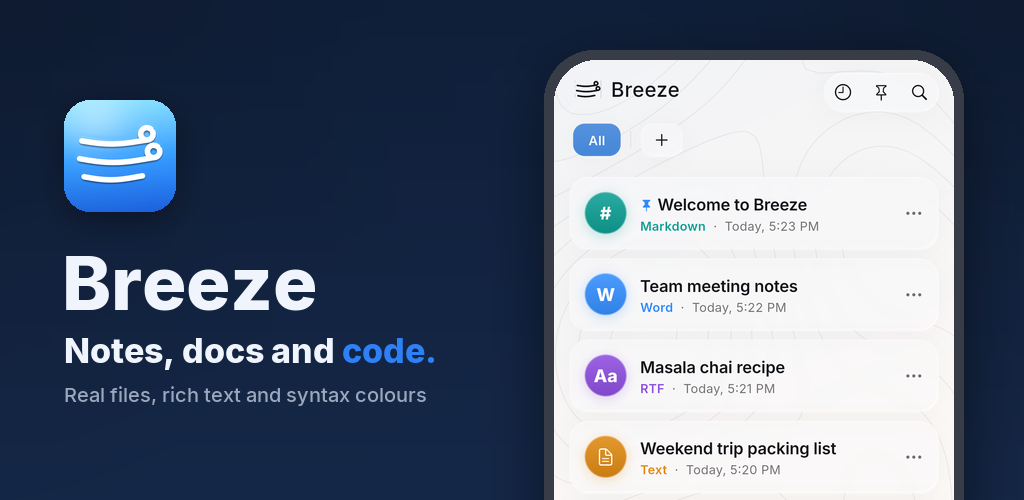 Breeze
Notes, docs and code.
Real files, rich text and syntax colours
Breeze
All
+
#
Welcome to Breeze
Markdown · Today, 5:23 PM
W
Team meeting notes
Word · Today, 5:22 PM
Aa
Masala chai recipe
RTF · Today, 5:21 PM
Weekend trip packing list
Text · Today, 5:20 PM